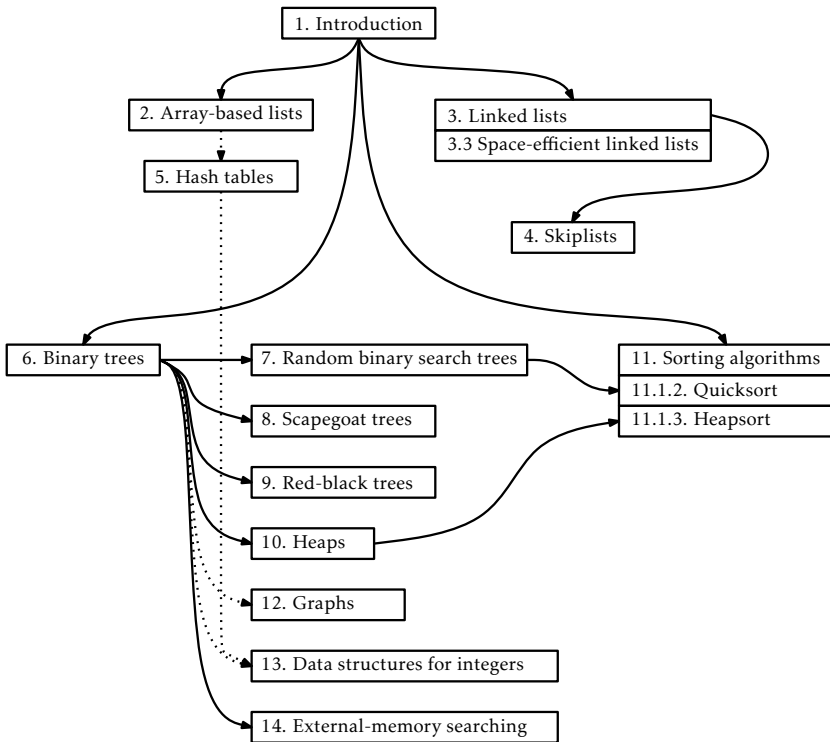 1. Introduction
2. Array-based lists
3. Linked lists
3.3 Space-efficient linked lists
5. Hash tables
4. Skiplists
6. Binary trees
7. Random binary search trees
11. Sorting algorithms
11.1.2. Quicksort
8. Scapegoat trees
11.1.3. Heapsort
9. Red-black trees
10. Heaps
12. Graphs
13. Data structures for integers
14. External-memory searching